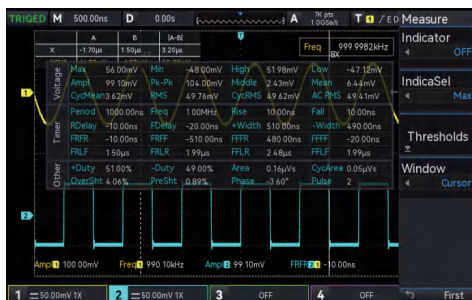 TRIGED M 500.00ns D 0.00s A 7K pts 1.00Sa/s T 1 / E D Measure
A B |A-B|
X -1.70µs 1.50µs 3.20µs
Freq 999.9982kHz
BX
Voltage
Max 56.00mV Min -48.00mV High 51.98mV Low -47.12mV
Ampl 99.10mV Pk-Pk 104.00mV Middle 2.43mV Mean 6.44mV
CycMean 3.62mV RMS 49.76mV CycRMS 49.62mV AC RMS 49.41mV
Timer
Period 1000.00ns Freq 1.00MHz Rise 10.00ns Fall 10.00ns
RDelay -10.00ns FDelay -20.00ns +Width 510.00ns -Width 490.00ns
FRFR -10.00ns FRFF -510.00ns FFFR 480.00ns FFFF -20.00ns
FRLF 1.50µs FRLR 1.99µs FFLR 2.48µs FFLF 1.99µs
Other
+Duty 51.00% -Duty 49.00% Area 0.16µVs CycArea 0.05µVs
OverSht 4.06% PreSht 0.89% Phase -3.60° Pulse 2
1
2
Ampl 1 100.00mV Freq 1 990.10kHz Ampl 2 99.10mV FRFR 2 1 -10.00ns
1 50.00mV 1X 2 50.00mV 1X 3 OFF 4 OFF
Indicator
OFF
IndicaSel
Max
Thresholds
Window
Cursor
First